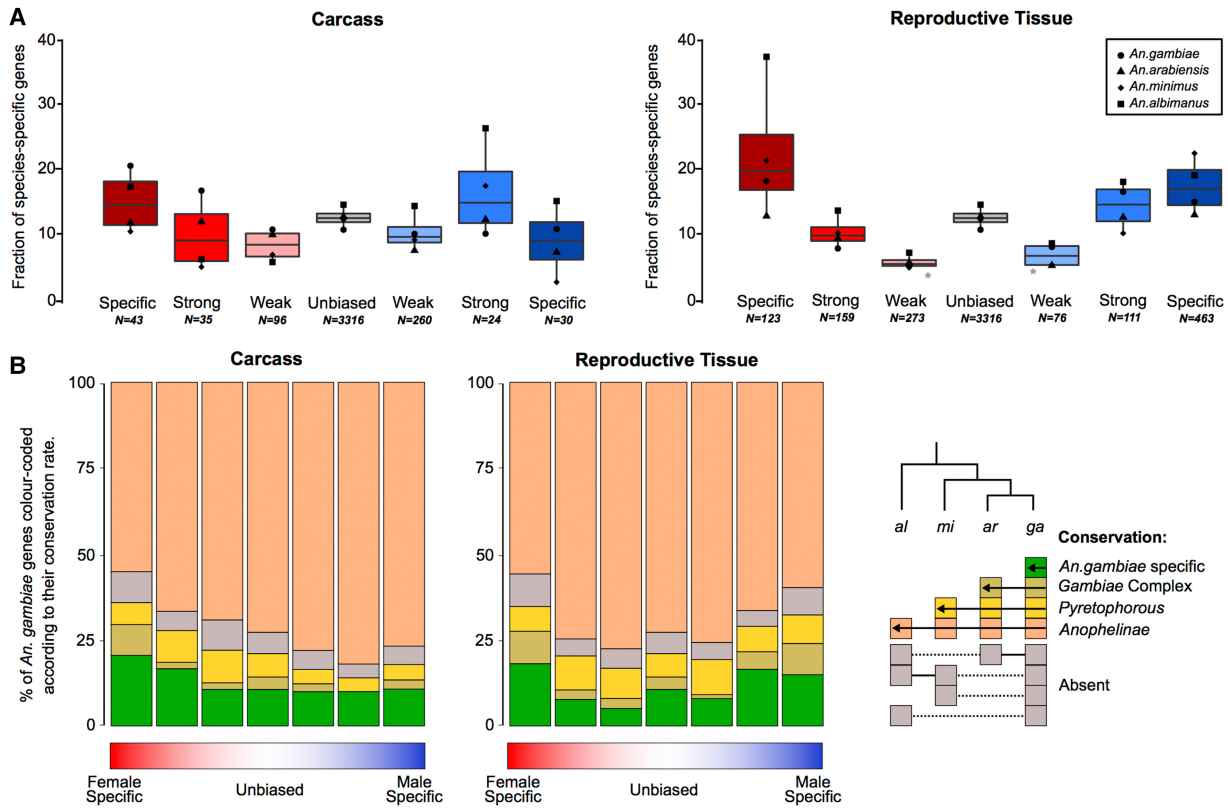 A
Carcass
Reproductive Tissue
Fraction of species-specific genes
40
30
20
10
0
Specific Strong Weak Unbiased Weak Strong Specific
N=43 N=35 N=96 N=3316 N=260 N=24 N=30
Fraction of species-specific genes
40
30
20
10
0
An.gambiae
An.arabiensis
An.minimus
An.albimanus
*
*
Specific Strong Weak Unbiased Weak Strong Specific
N=123 N=159 N=273 N=3316 N=76 N=111 N=463
B
Carcass
Reproductive Tissue
% of An. gambiae genes colour-coded
according to their conservation rate.
100
75
50
25
0
Female
Specific
Unbiased
Male
Specific
100
75
50
25
0
Female
Specific
Unbiased
Male
Specific
al mi ar ga
Conservation:
An.gambiae specific
Gambiae Complex
Pyretophorous
Anophelinae
Absent